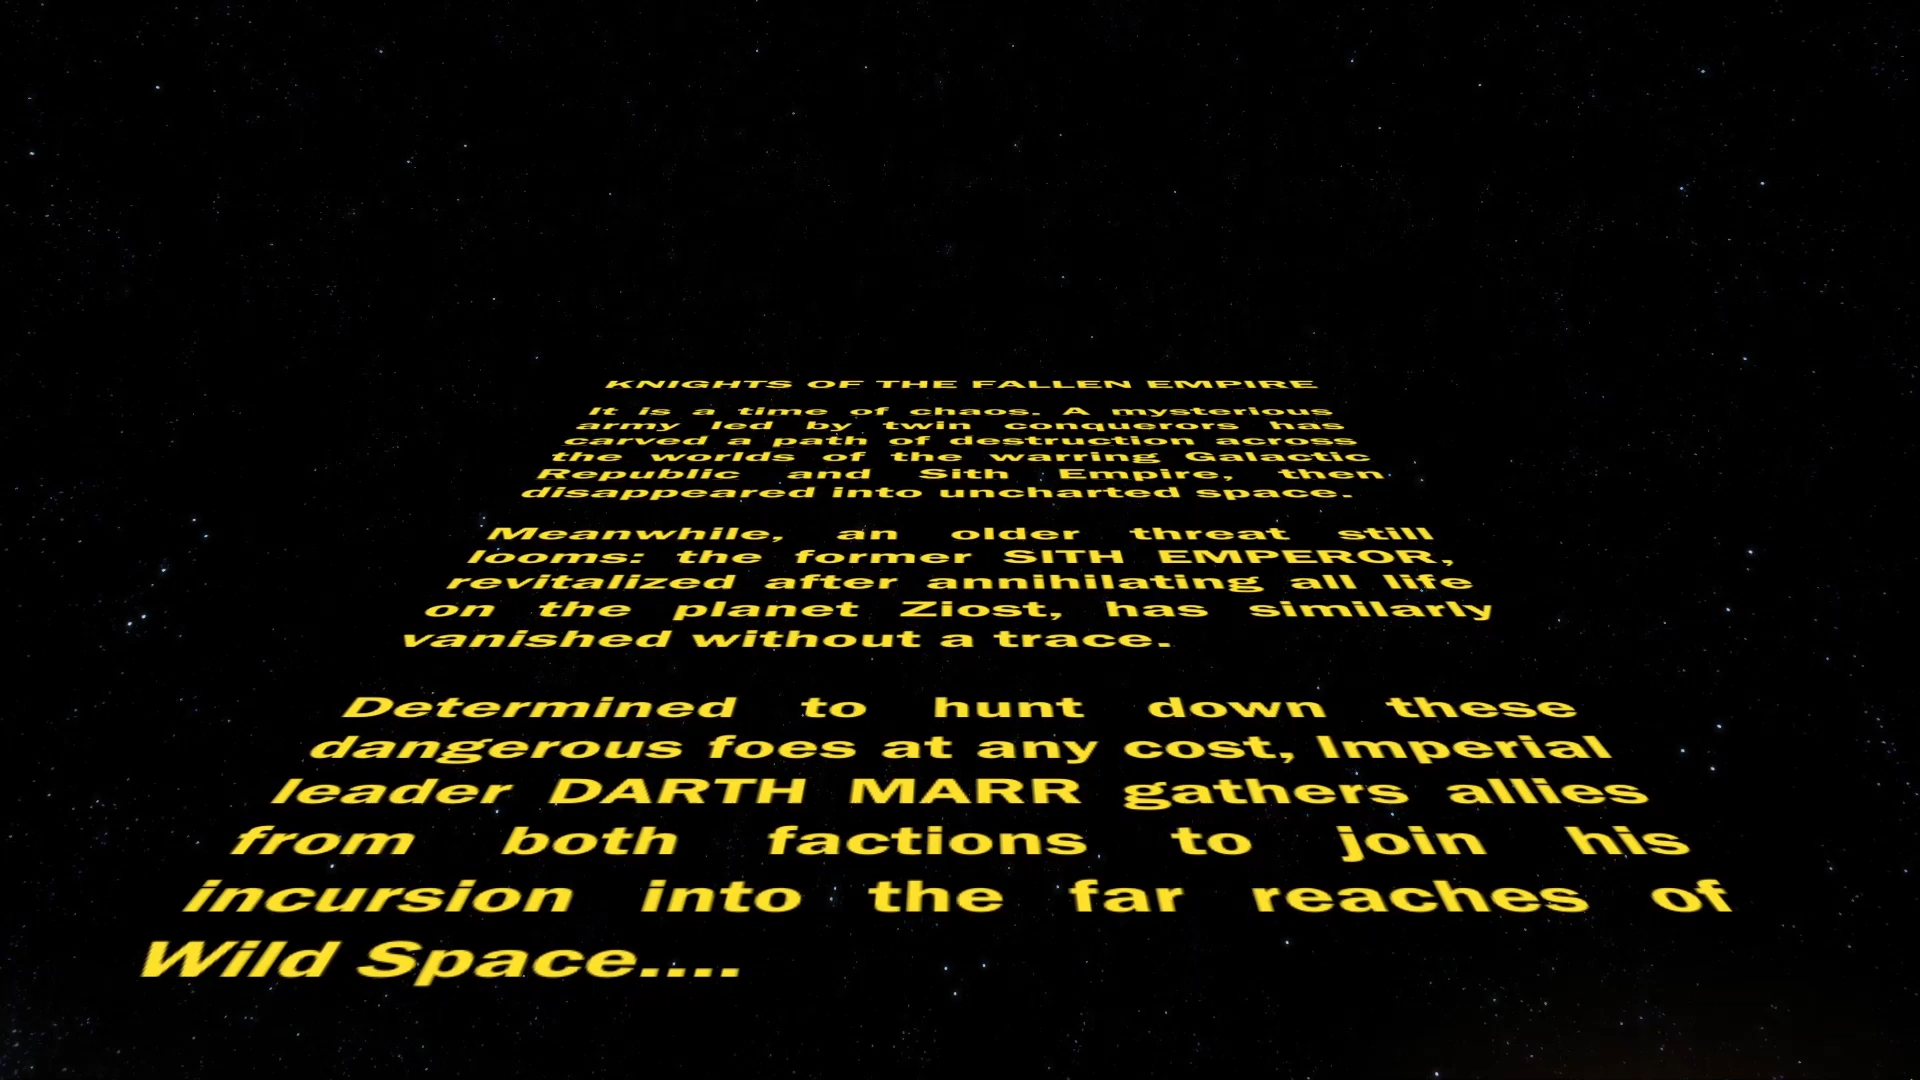 KNIGHTS OF THE FALLEN EMPIRE
It is a time of chaos. A mysterious
army led by twin conquerors has
carved a path of destruction across
the worlds of the warring Galactic
Republic and Sith Empire, then
disappeared into uncharted space.
Meanwhile, an older threat still
looms: the former SITH EMPEROR,
revitalized after annihilating all life
on the planet Ziost, has similarly
vanished without a trace.
Determined to hunt down these
dangerous foes at any cost, Imperial
leader DARTH MARR gathers allies
from both factions to join his
incursion into the far reaches of
Wild Space....